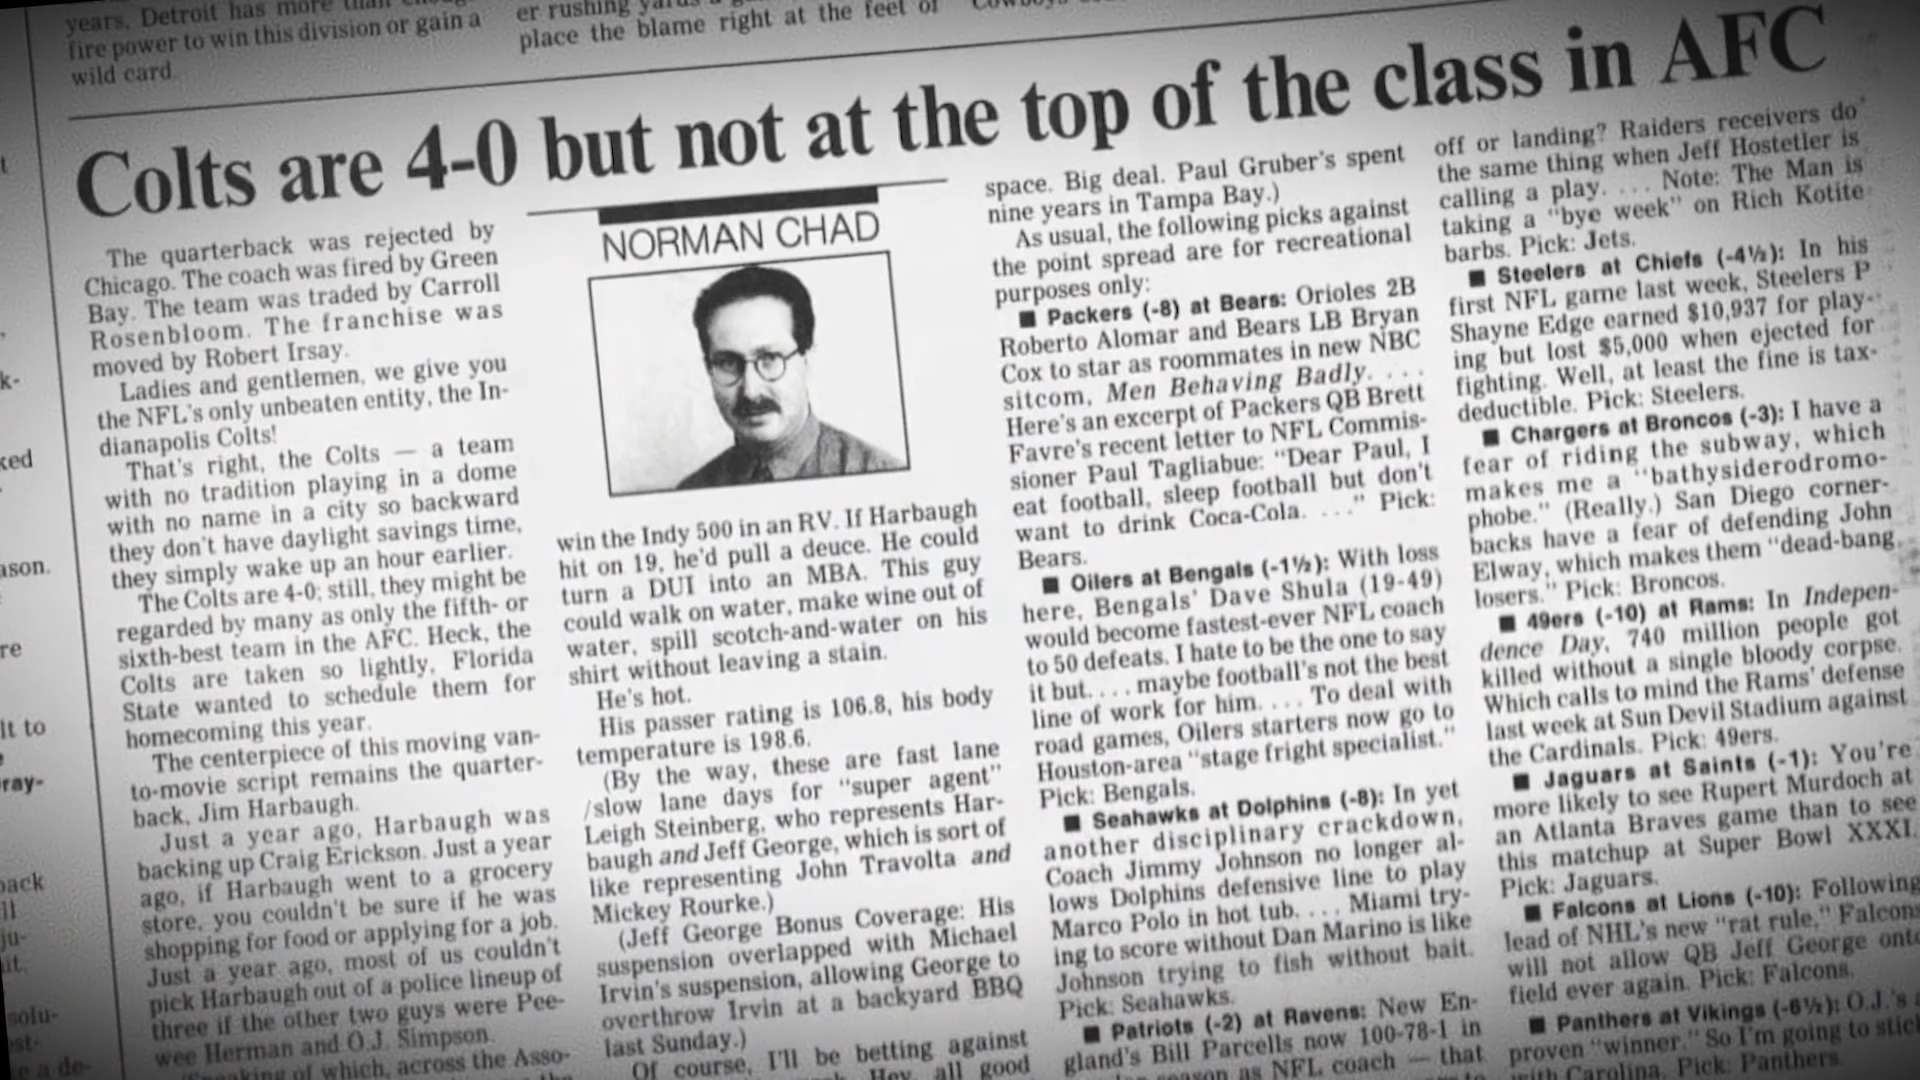 years. Detroit has more than
fire power to win this division or gain a
wild card.
er rushing yards
place the blame right at the feet of
Colts are 4-0 but not at the top of the class in AFC
The quarterback was rejected by
Chicago. The coach was fired by Green
Bay. The team was traded by Carroll
Rosenbloom. The franchise was
moved by Robert Irsay.
Ladies and gentlemen, we give you
the NFL's only unbeaten entity, the In-
dianapolis Colts!
That's right, the Colts — a team
with no tradition playing in a dome
with no name in a city so backward
they don't have daylight savings time,
they simply wake up an hour earlier.
The Colts are 4-0; still, they might be
regarded by many as only the fifth- or
sixth-best team in the AFC. Heck, the
Colts are taken so lightly, Florida
State wanted to schedule them for
homecoming this year.
The centerpiece of this moving van-
to-movie script remains the quarter-
back, Jim Harbaugh.
Just a year ago, Harbaugh was
backing up Craig Erickson. Just a year
ago, if Harbaugh went to a grocery
store, you couldn't be sure if he was
shopping for food or applying for a job.
Just a year ago, most of us couldn't
pick Harbaugh out of a police lineup of
three if the other two guys were Pee-
wee Herman and O.J. Simpson.
of which, across the Asso-
NORMAN CHAD
win the Indy 500 in an RV. If Harbaugh
hit on 19, he'd pull a deuce. He could
turn a DUI into an MBA. This guy
could walk on water, make wine out of
water, spill scotch-and-water on his
shirt without leaving a stain.
He's hot.
His passer rating is 106.8, his body
temperature is 198.6.
(By the way, these are fast lane
/slow lane days for "super agent"
Leigh Steinberg, who represents Har-
baugh and Jeff George, which is sort of
like representing John Travolta and
Mickey Rourke.)
(Jeff George Bonus Coverage: His
suspension overlapped with Michael
Irvin's suspension, allowing George to
overthrow Irvin at a backyard BBQ
last Sunday.)
Of course, I'll be betting against
Hey, all good
space. Big deal. Paul Gruber's spent
nine years in Tampa Bay.)
As usual, the following picks against
the point spread are for recreational
purposes only:
■ Packers (-8) at Bears: Orioles 2B
Roberto Alomar and Bears LB Bryan
Cox to star as roommates in new NBC
sitcom, Men Behaving Badly. . . .
Here's an excerpt of Packers QB Brett
Favre's recent letter to NFL Commis-
sioner Paul Tagliabue: "Dear Paul, I
eat football, sleep football but don't
want to drink Coca-Cola. . . ." Pick:
Bears.
■ Oilers at Bengals (-1½): With loss
here, Bengals' Dave Shula (19-49)
would become fastest-ever NFL coach
to 50 defeats. I hate to be the one to say
it but. . . . maybe football's not the best
line of work for him. . . . To deal with
road games, Oilers starters now go to
Houston-area "stage fright specialist."
Pick: Bengals.
■ Seahawks at Dolphins (-8): In yet
another disciplinary crackdown,
Coach Jimmy Johnson no longer al-
lows Dolphins defensive line to play
Marco Polo in hot tub. . . . Miami try-
ing to score without Dan Marino is like
Johnson trying to fish without bait.
Pick: Seahawks.
■ Patriots (-2) at Ravens: New En-
gland's Bill Parcells now 100-78-1 in
season as NFL coach — that
off or landing? Raiders receivers do
the same thing when Jeff Hostetler is
calling a play. . . . Note: The Man is
taking a "bye week" on Rich Kotite
barbs. Pick: Jets.
■ Steelers at Chiefs (-4½): In his
first NFL game last week, Steelers P
Shayne Edge earned $10,937 for play-
ing but lost $5,000 when ejected for
fighting. Well, at least the fine is tax-
deductible. Pick: Steelers.
■ Chargers at Broncos (-3): I have a
fear of riding the subway, which
makes me a "bathysiderodromo-
phobe." (Really.) San Diego corner-
backs have a fear of defending John
Elway, which makes them "dead-bang
losers." Pick: Broncos.
■ 49ers (-10) at Rams: In Indepen-
dence Day, 740 million people got
killed without a single bloody corpse.
Which calls to mind the Rams' defense
last week at Sun Devil Stadium against
the Cardinals. Pick: 49ers.
■ Jaguars at Saints (-1): You're
more likely to see Rupert Murdoch at
an Atlanta Braves game than to see
this matchup at Super Bowl XXXI.
Pick: Jaguars.
■ Falcons at Lions (-10): Following
lead of NHL's new "rat rule," Falcons
will not allow QB Jeff George onto
field ever again. Pick: Falcons.
■ Panthers at Vikings (-6½): O.J.'s a
proven "winner." So I'm going to stick
with Carolina. Pick: Panthers.